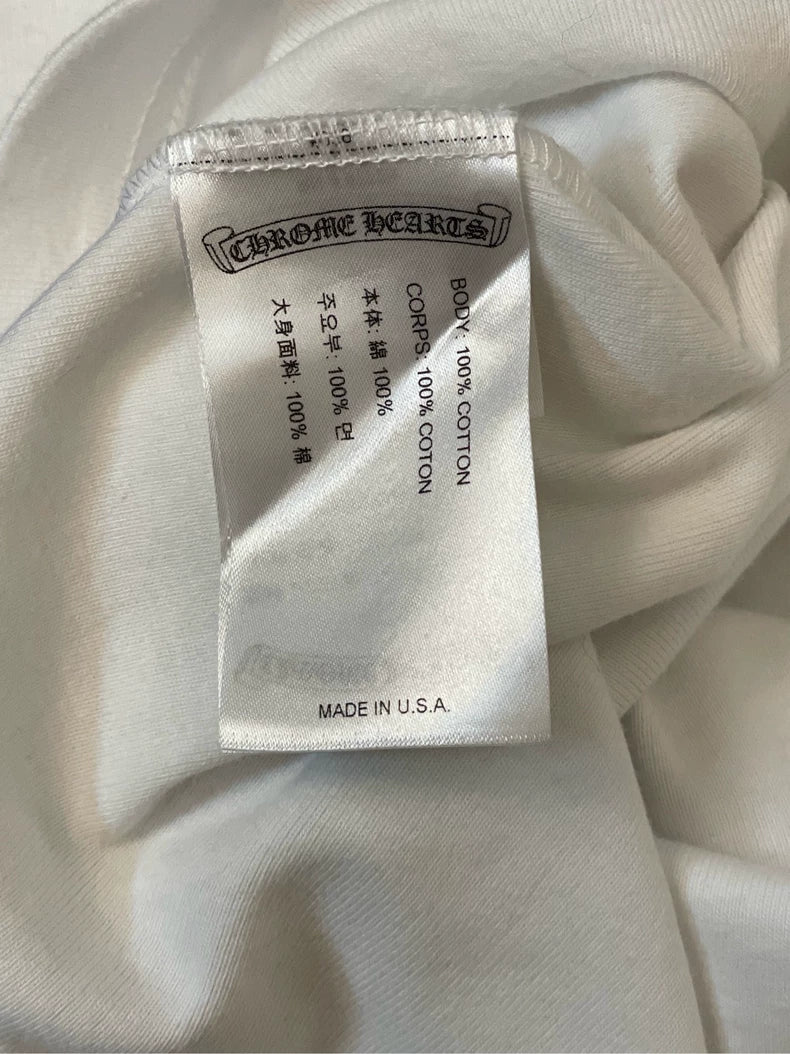 CHROME HEARTS
BODY: 100% COTTON
CORPS: 100% COTON
本体: 綿 100%
주요부: 100% 면
大身面料: 100% 棉
MADE IN U.S.A.